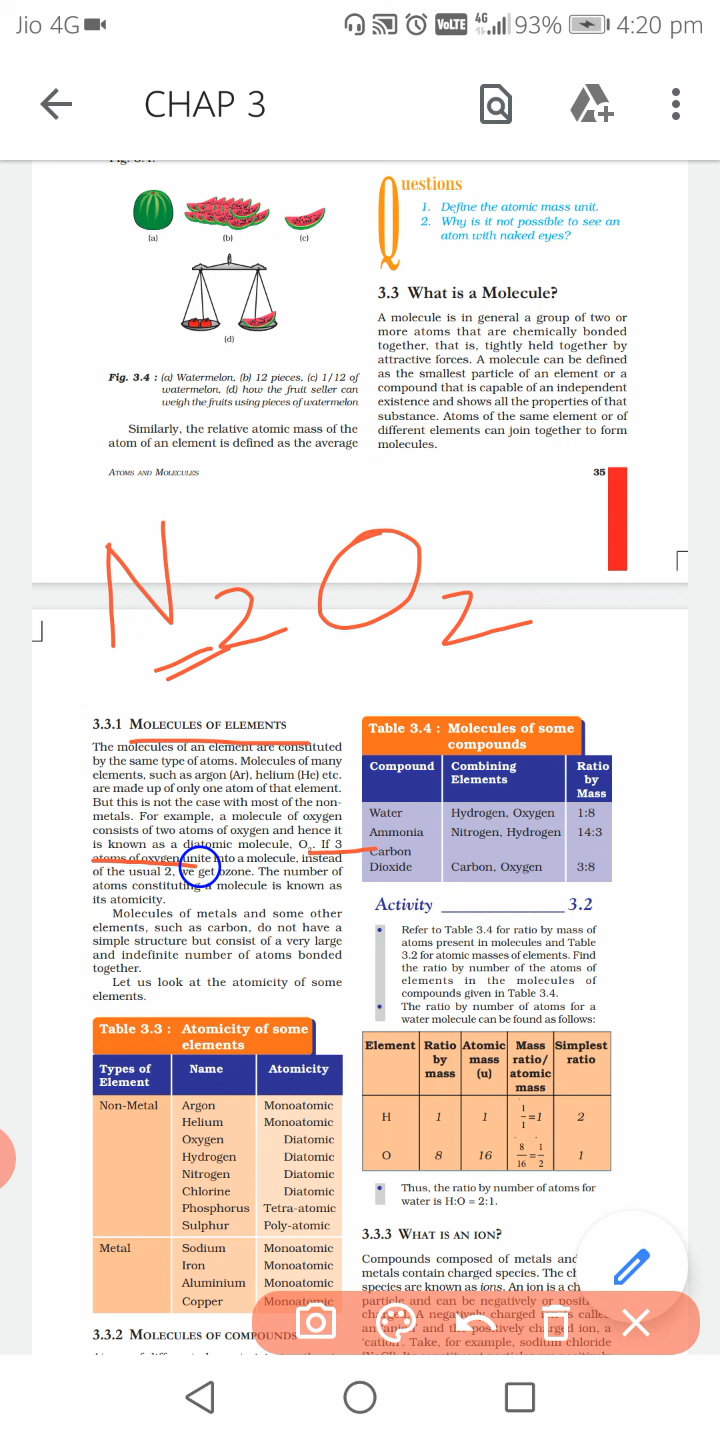 Jio 4G VoLTE 4G 93% 4:20 pm
CHAP 3
(a) (b) (c)
(d)
Fig. 3.4 : (a) Watermelon, (b) 12 pieces, (c) 1/12 of
watermelon, (d) how the fruit seller can
weigh the fruits using pieces of watermelon
Similarly, the relative atomic mass of the
atom of an element is defined as the average
ATOMS AND MOLECULES
Questions
1. Define the atomic mass unit.
2. Why is it not possible to see an
atom with naked eyes?
3.3 What is a Molecule?
A molecule is in general a group of two or
more atoms that are chemically bonded
together, that is, tightly held together by
attractive forces. A molecule can be defined
as the smallest particle of an element or a
compound that is capable of an independent
existence and shows all the properties of that
substance. Atoms of the same element or of
different elements can join together to form
molecules.
35
N2 O2
3.3.1 MOLECULES OF ELEMENTS
The molecules of an element are constituted
by the same type of atoms. Molecules of many
elements, such as argon (Ar), helium (He) etc.
are made up of only one atom of that element.
But this is not the case with most of the non-
metals. For example, a molecule of oxygen
consists of two atoms of oxygen and hence it
is known as a diatomic molecule, O2. If 3
atoms of oxygen unite into a molecule, instead
of the usual 2, we get ozone. The number of
atoms constituting a molecule is known as
its atomicity.
Molecules of metals and some other
elements, such as carbon, do not have a
simple structure but consist of a very large
and indefinite number of atoms bonded
together.
Let us look at the atomicity of some
elements.
Table 3.3 : Atomicity of some
elements
Types of Element Name Atomicity
Non-Metal Argon Monoatomic
Helium Monoatomic
Oxygen Diatomic
Hydrogen Diatomic
Nitrogen Diatomic
Chlorine Diatomic
Phosphorus Tetra-atomic
Sulphur Poly-atomic
Metal Sodium Monoatomic
Iron Monoatomic
Aluminium Monoatomic
Copper Monoatomic
3.3.2 MOLECULES OF COMPOUNDS
Table 3.4 : Molecules of some
compounds
Compound Combining Elements Ratio by Mass
Water Hydrogen, Oxygen 1:8
Ammonia Nitrogen, Hydrogen 14:3
Carbon
Dioxide Carbon, Oxygen 3:8
Activity 3.2
• Refer to Table 3.4 for ratio by mass of
atoms present in molecules and Table
3.2 for atomic masses of elements. Find
the ratio by number of the atoms of
elements in the molecules of
compounds given in Table 3.4.
• The ratio by number of atoms for a
water molecule can be found as follows:
Element Ratio by mass Atomic mass (u) Mass ratio/ atomic mass Simplest ratio
H 1 1 1/1=1 2
O 8 16 8/16=1/2 1
• Thus, the ratio by number of atoms for
water is H:O = 2:1.
3.3.3 WHAT IS AN ION?
Compounds composed of metals and
metals contain charged species. The
species are known as ions. An ion is a
particle and can be negatively or
A negatively charged
and the positively charged ion, a
'cation'. Take, for example, sodium chloride